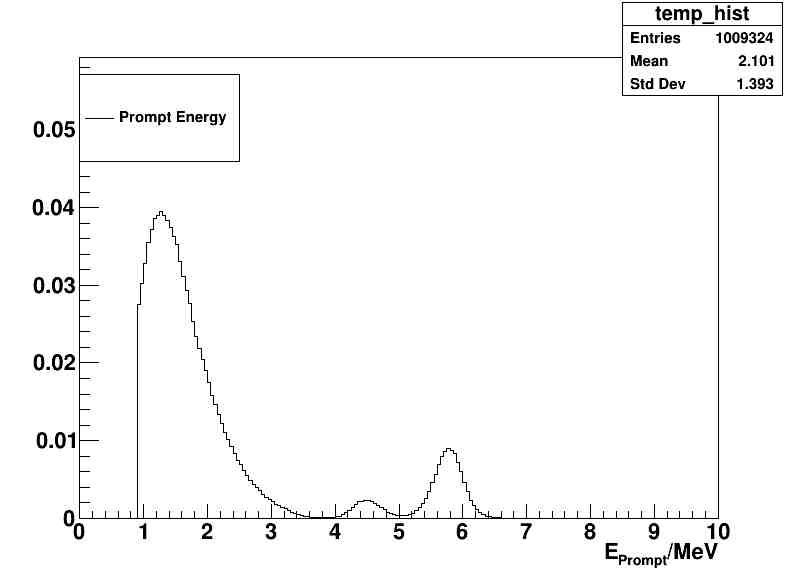 temp_hist
Entries 1009324
Mean 2.101
Std Dev 1.393
Prompt Energy
0.05
0.04
0.03
0.02
0.01
0
0 1 2 3 4 5 6 7 8 9 10
E_Prompt/MeV